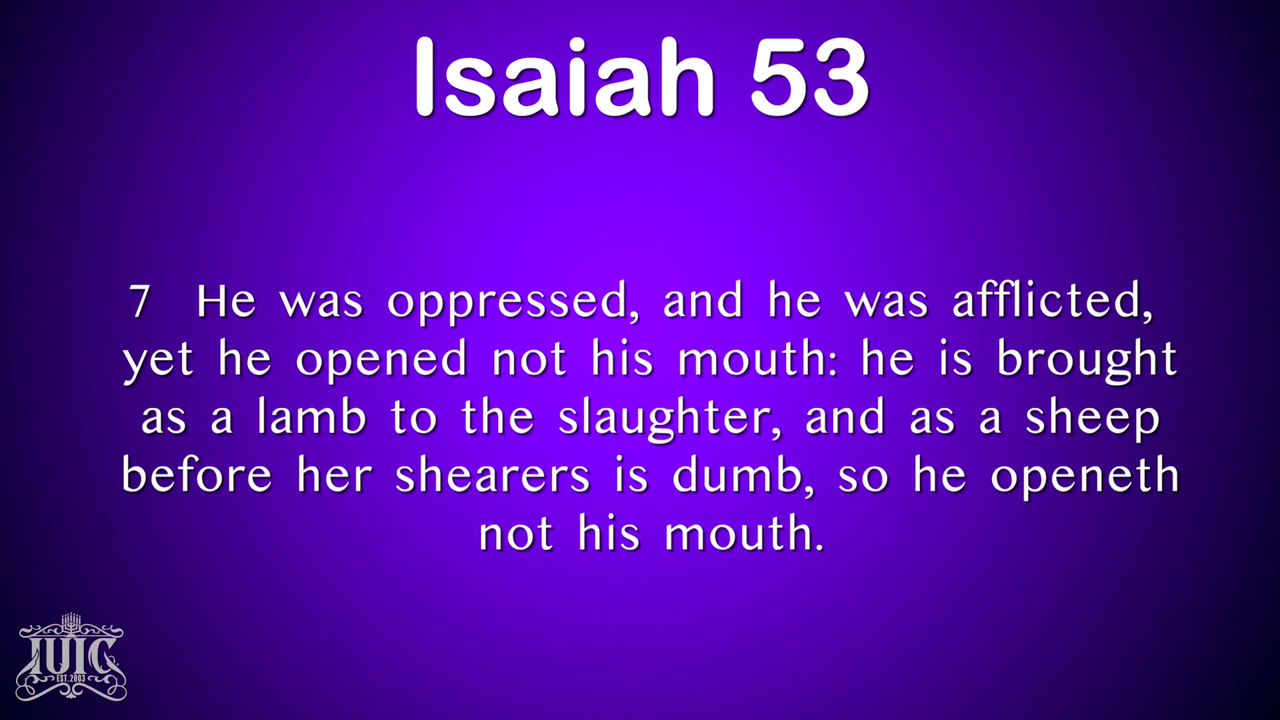 Isaiah 53
7 He was oppressed, and he was afflicted,
yet he opened not his mouth: he is brought
as a lamb to the slaughter, and as a sheep
before her shearers is dumb, so he openeth
not his mouth.
IUIC
EST.2003